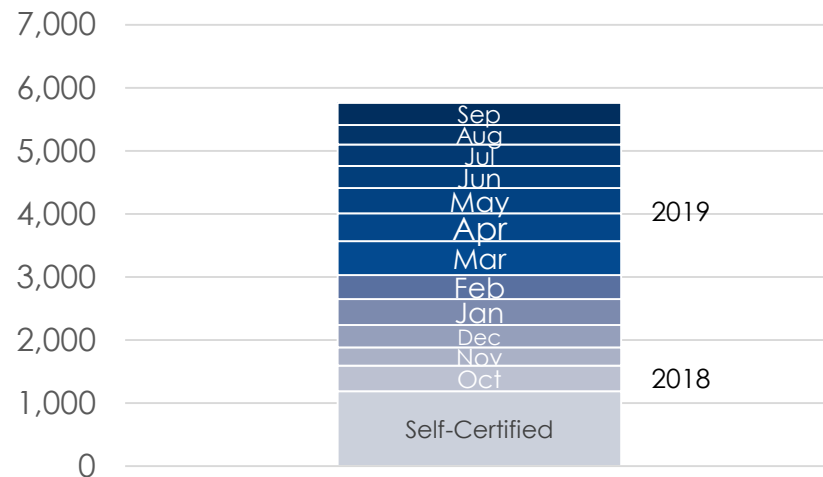 7,000
6,000
5,000
4,000
3,000
2,000
1,000
0
Sep
Aug
Jul
Jun
May
Apr
Mar
Feb
Jan
Dec
Nov
Oct
Self-Certified
2019
2018